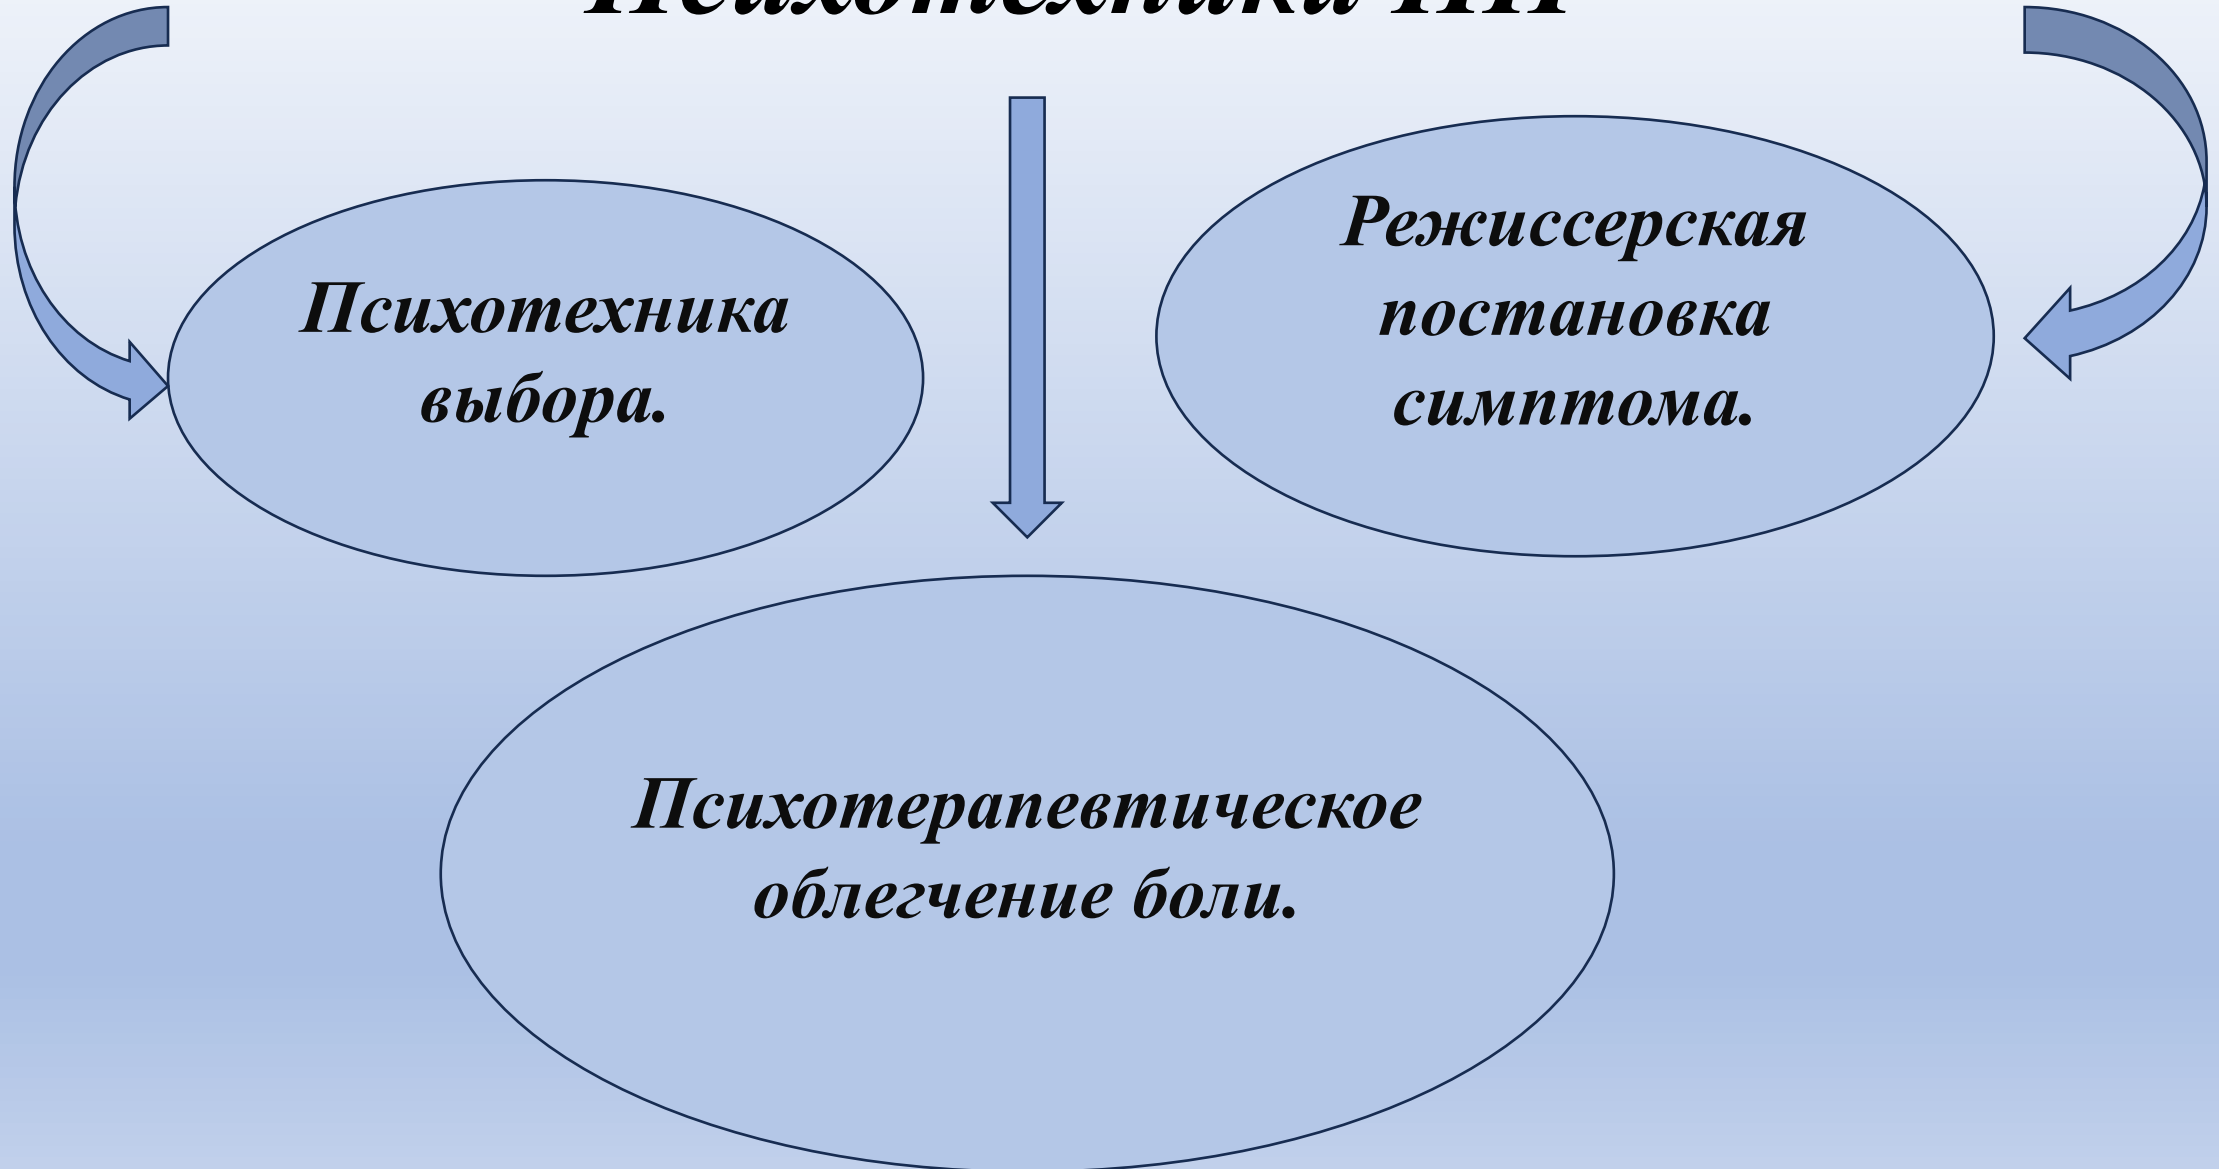 Психотехника
выбора.
Режиссерская
постановка
симптома.
Психотерапевтическое
облегчение боли.